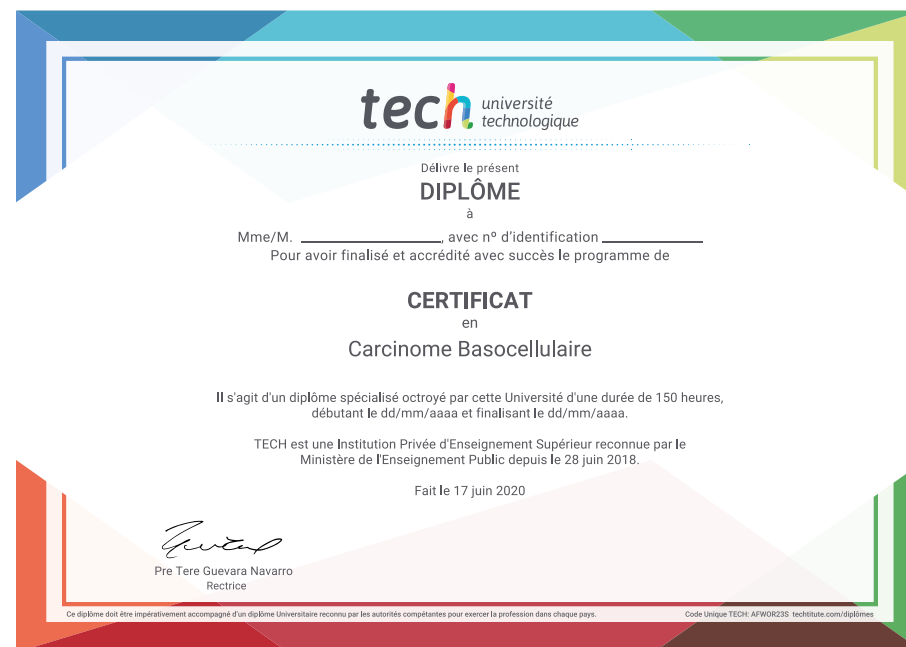 tech université
technologique
Délivre le présent
DIPLÔME
à
Mme/M. ____________________, avec nº d'identification ______________
Pour avoir finalisé et accrédité avec succès le programme de
CERTIFICAT
en
Carcinome Basocellulaire
Il s'agit d'un diplôme spécialisé octroyé par cette Université d'une durée de 150 heures,
débutant le dd/mm/aaaa et finalisant le dd/mm/aaaa.
TECH est une Institution Privée d'Enseignement Supérieur reconnue par le
Ministère de l'Enseignement Public depuis le 28 juin 2018.
Fait le 17 juin 2020
Pre Tere Guevara Navarro
Rectrice
Ce diplôme doit être impérativement accompagné d'un diplôme Universitaire reconnu par les autorités compétantes pour exercer la profession dans chaque pays.
Code Unique TECH: AFWOR23S techtitute.com/diplômes